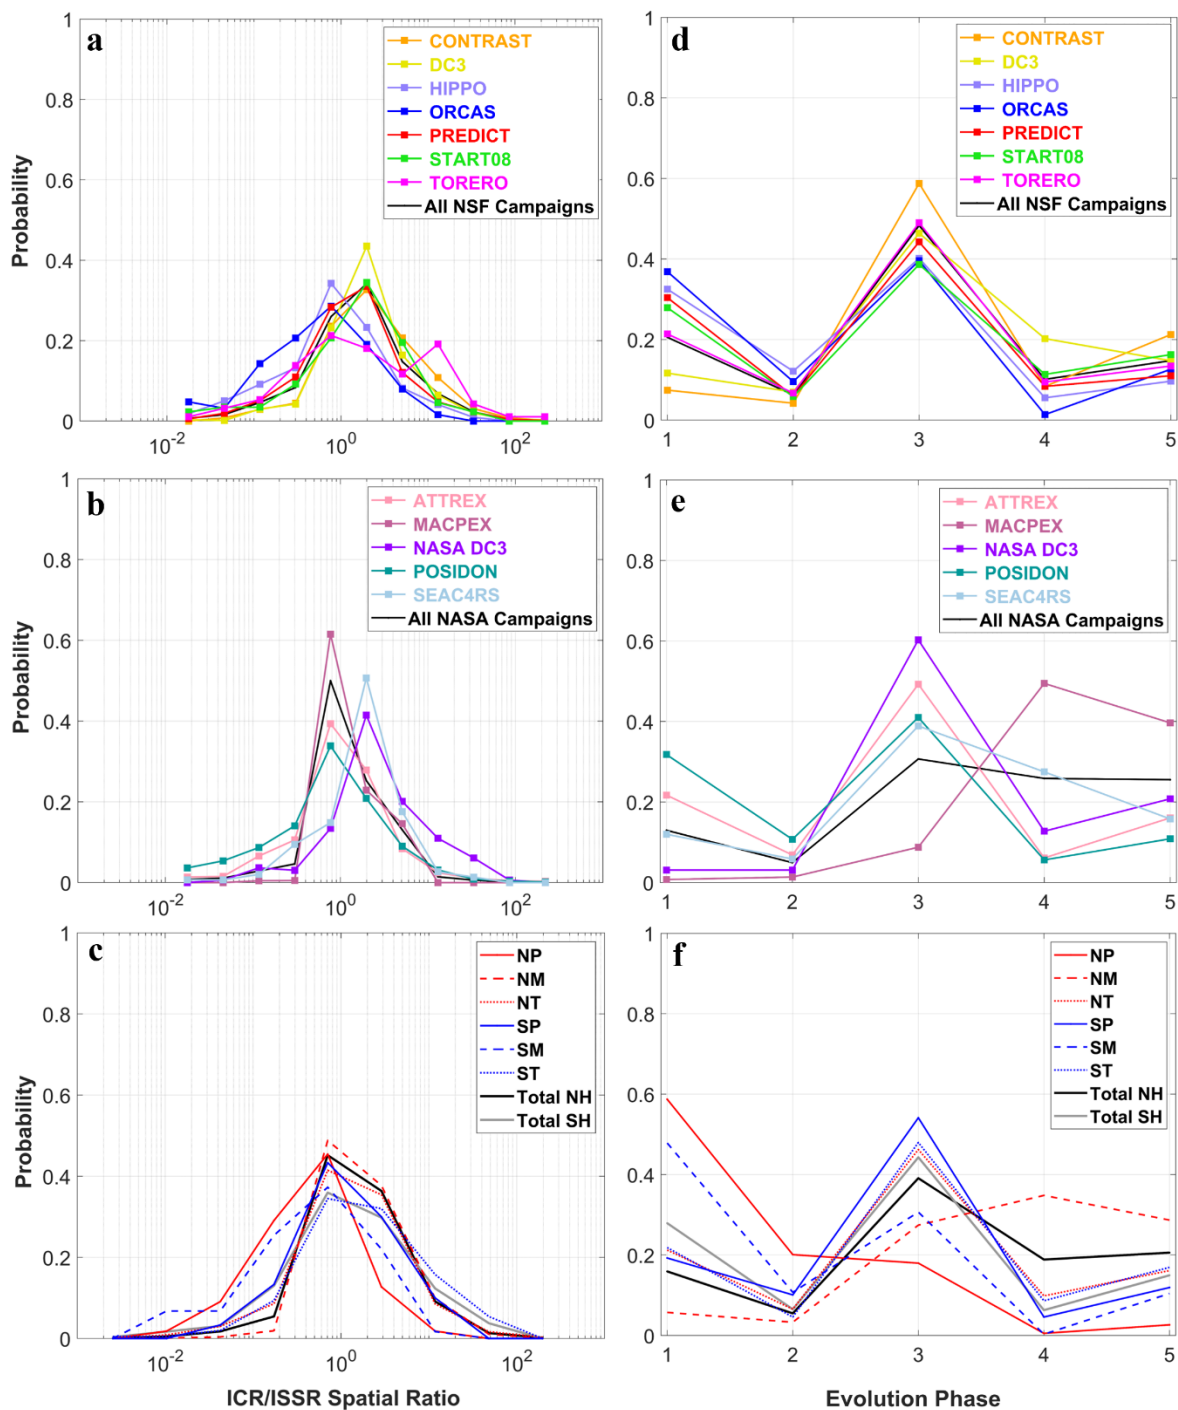 a
CONTRAST
DC3
HIPPO
ORCAS
PREDICT
START08
TORERO
All NSF Campaigns
Probability
1
0.8
0.6
0.4
0.2
0
10^-2
10^0
10^2
d
CONTRAST
DC3
HIPPO
ORCAS
PREDICT
START08
TORERO
All NSF Campaigns
1
0.8
0.6
0.4
0.2
0
1 2 3 4 5
b
ATTREX
MACPEX
NASA DC3
POSIDON
SEAC4RS
All NASA Campaigns
Probability
1
0.8
0.6
0.4
0.2
0
10^-2
10^0
10^2
e
ATTREX
MACPEX
NASA DC3
POSIDON
SEAC4RS
All NASA Campaigns
1
0.8
0.6
0.4
0.2
0
1 2 3 4 5
c
NP
NM
NT
SP
SM
ST
Total NH
Total SH
Probability
1
0.8
0.6
0.4
0.2
0
10^-2
10^0
10^2
ICR/ISSR Spatial Ratio
f
NP
NM
NT
SP
SM
ST
Total NH
Total SH
1
0.8
0.6
0.4
0.2
0
1 2 3 4 5
Evolution Phase